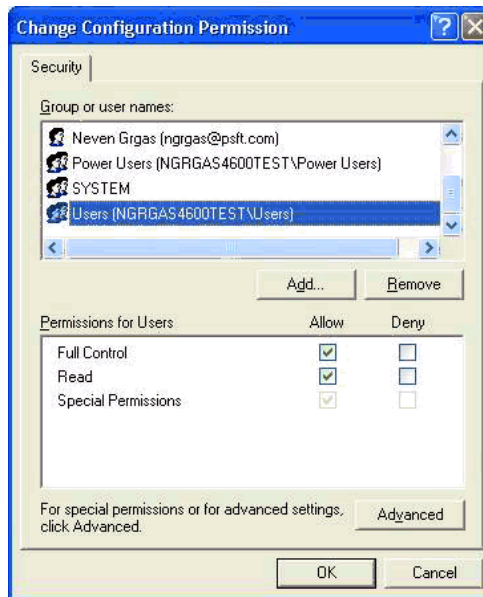 Change Configuration Permission
Security
Group or user names:
Neven Grgas (ngrgas@psft.com)
Power Users (NGRGAS4600TEST\Power Users)
SYSTEM
Users (NGRGAS4600TEST\Users)
Add... Remove
Permissions for Users Allow Deny
Full Control
Read
Special Permissions
For special permissions or for advanced settings,
click Advanced.
Advanced
OK Cancel